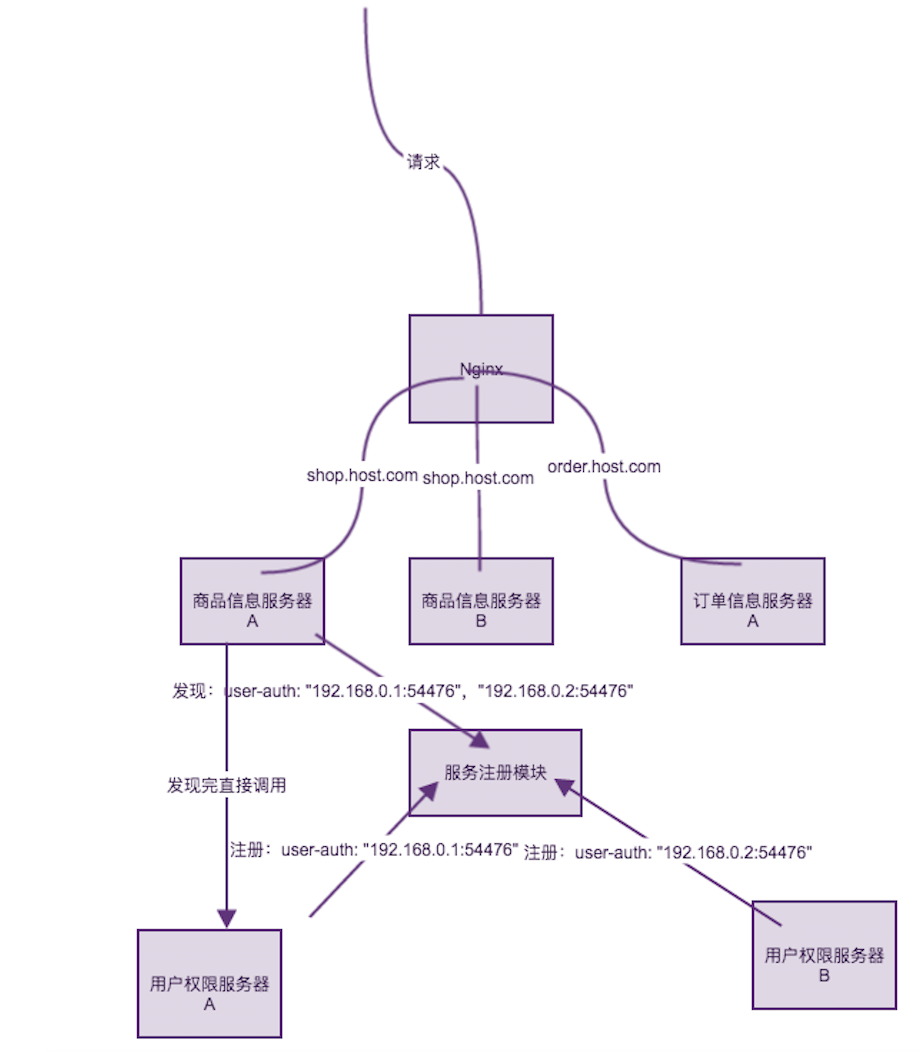 请求
Nginx
shop.host.com
shop.host.com
order.host.com
商品信息服务器
A
商品信息服务器
B
订单信息服务器
A
发现：user-auth: "192.168.0.1:54476"，"192.168.0.2:54476"
服务注册模块
发现完直接调用
注册：user-auth: "192.168.0.1:54476"
注册：user-auth: "192.168.0.2:54476"
用户权限服务器
A
用户权限服务器
B